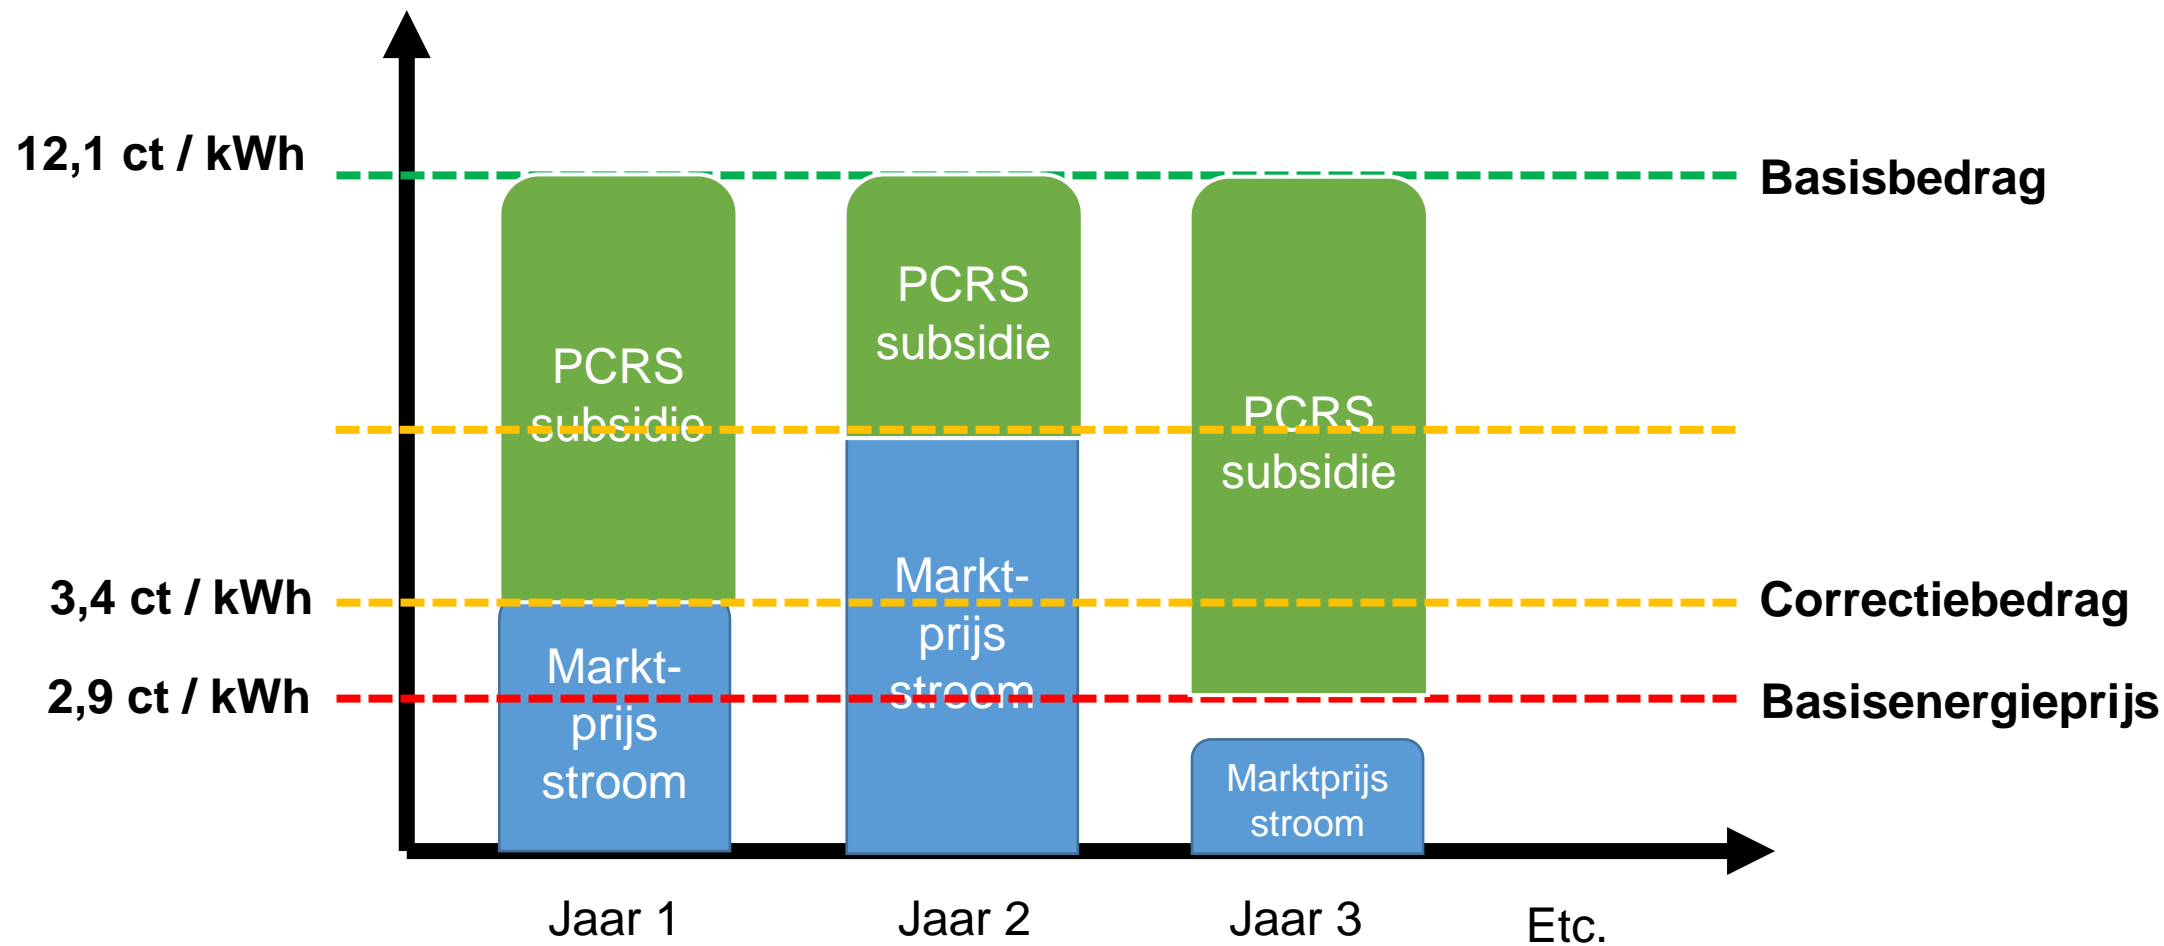 12,1 ct / kWh
Basisbedrag
PCRS
subsidie
PCRS
subsidie
PCRS
subsidie
3,4 ct / kWh
Correctiebedrag
2,9 ct / kWh
Basisenergieprijs
Markt-
prijs
stroom
Markt-
prijs
stroom
Marktprijs
stroom
Jaar 1
Jaar 2
Jaar 3
Etc.